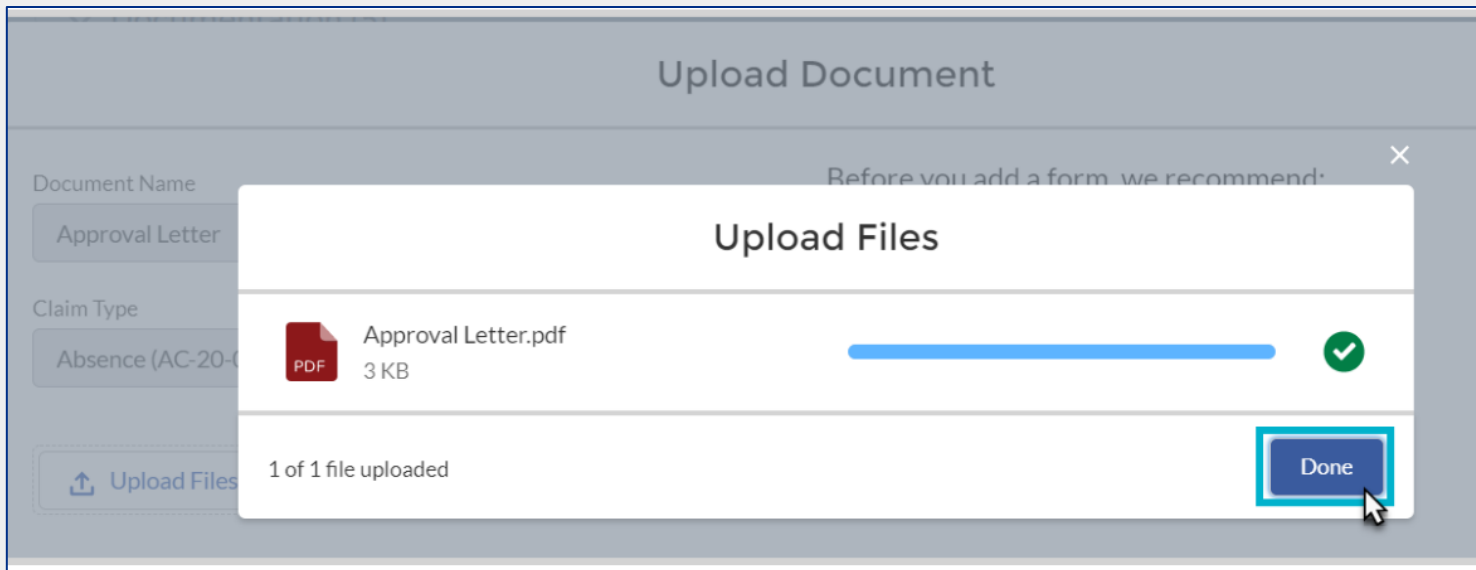 Upload Document
Document Name
Before you add a form, we recommend:
Approval Letter
Claim Type
Absence (AC-20-
Upload Files
Upload Files
PDF
Approval Letter.pdf
3 KB
1 of 1 file uploaded
Done